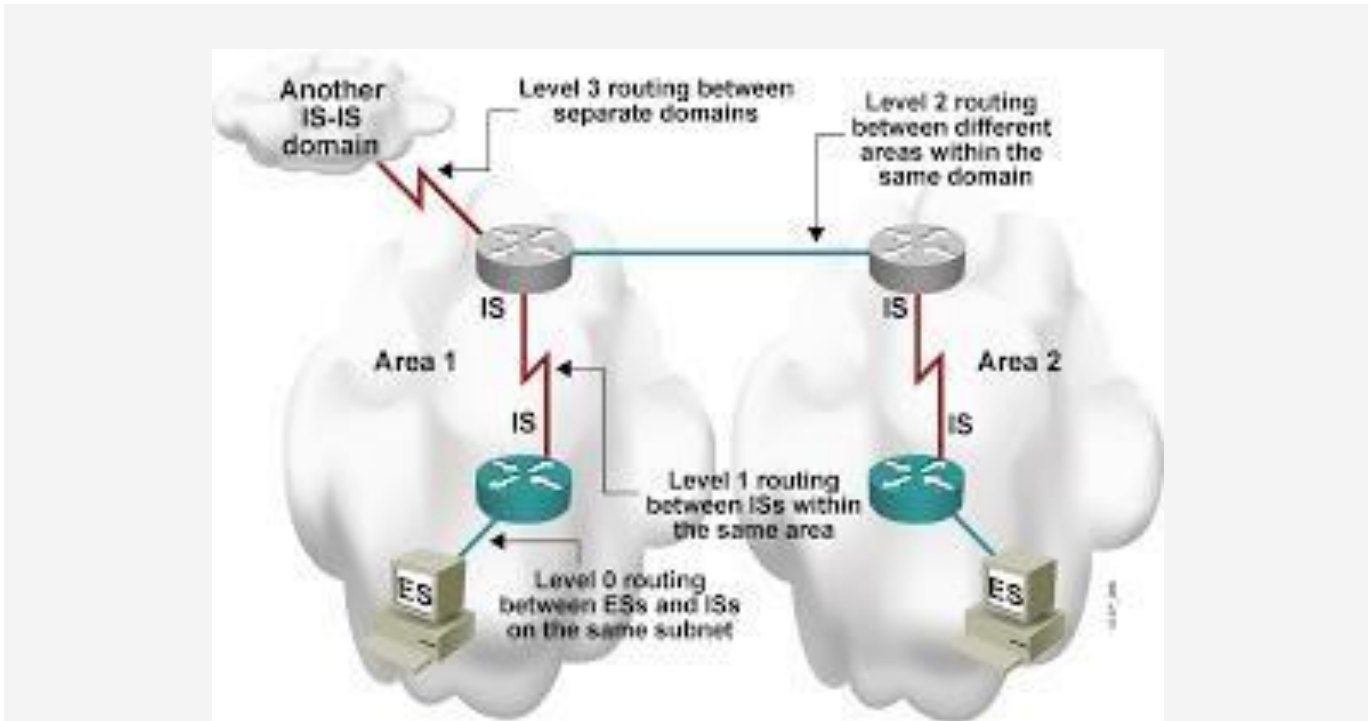 Another
IS-IS
domain
Level 3 routing between
separate domains
Level 2 routing
between different
areas within the
same domain
IS
IS
Area 1
Area 2
IS
IS
Level 1 routing
between ISs within
the same area
ES
ES
Level 0 routing
between ESs and ISs
on the same subnet